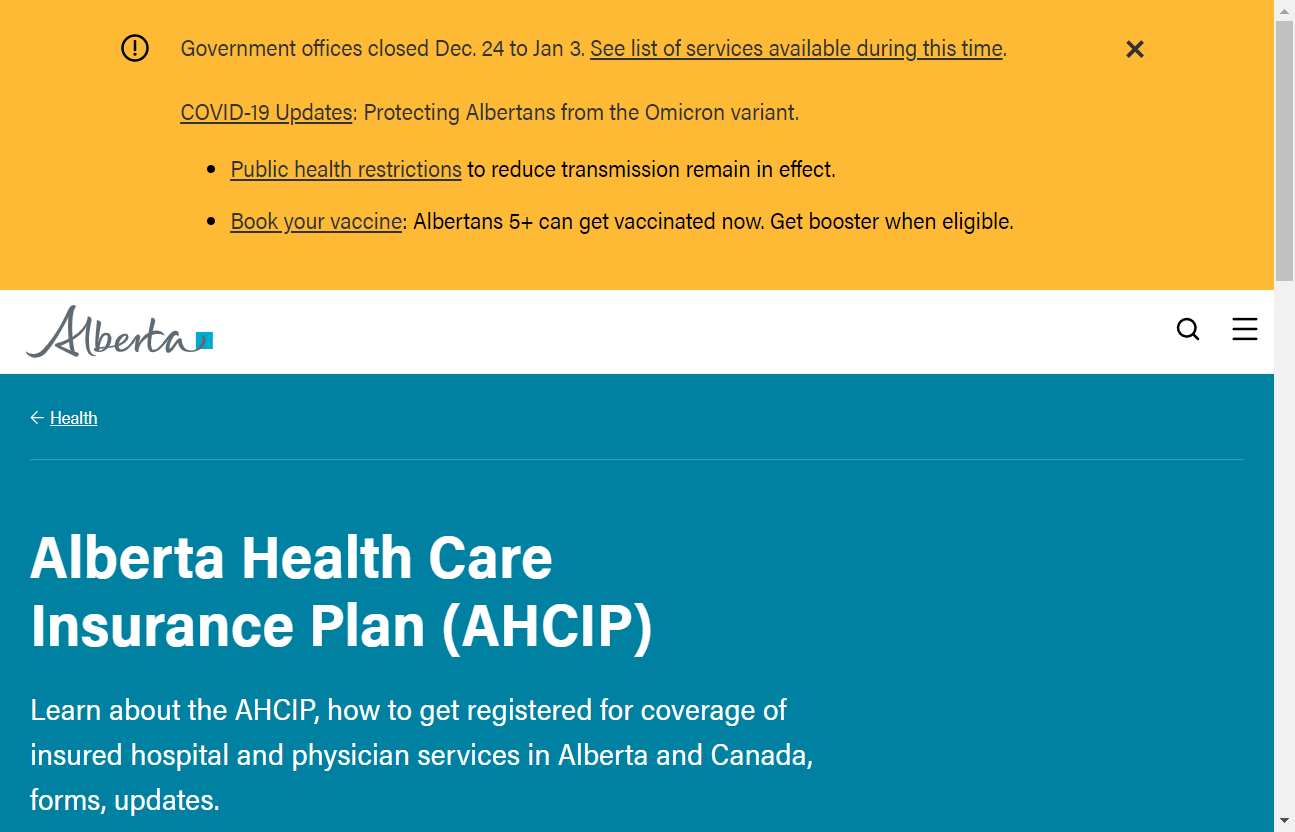 Government offices closed Dec. 24 to Jan 3. See list of services available during this time.
COVID-19 Updates: Protecting Albertans from the Omicron variant.
Public health restrictions to reduce transmission remain in effect.
Book your vaccine: Albertans 5+ can get vaccinated now. Get booster when eligible.
Alberta
Health
Alberta Health Care
Insurance Plan (AHCIP)
Learn about the AHCIP, how to get registered for coverage of
insured hospital and physician services in Alberta and Canada,
forms, updates.